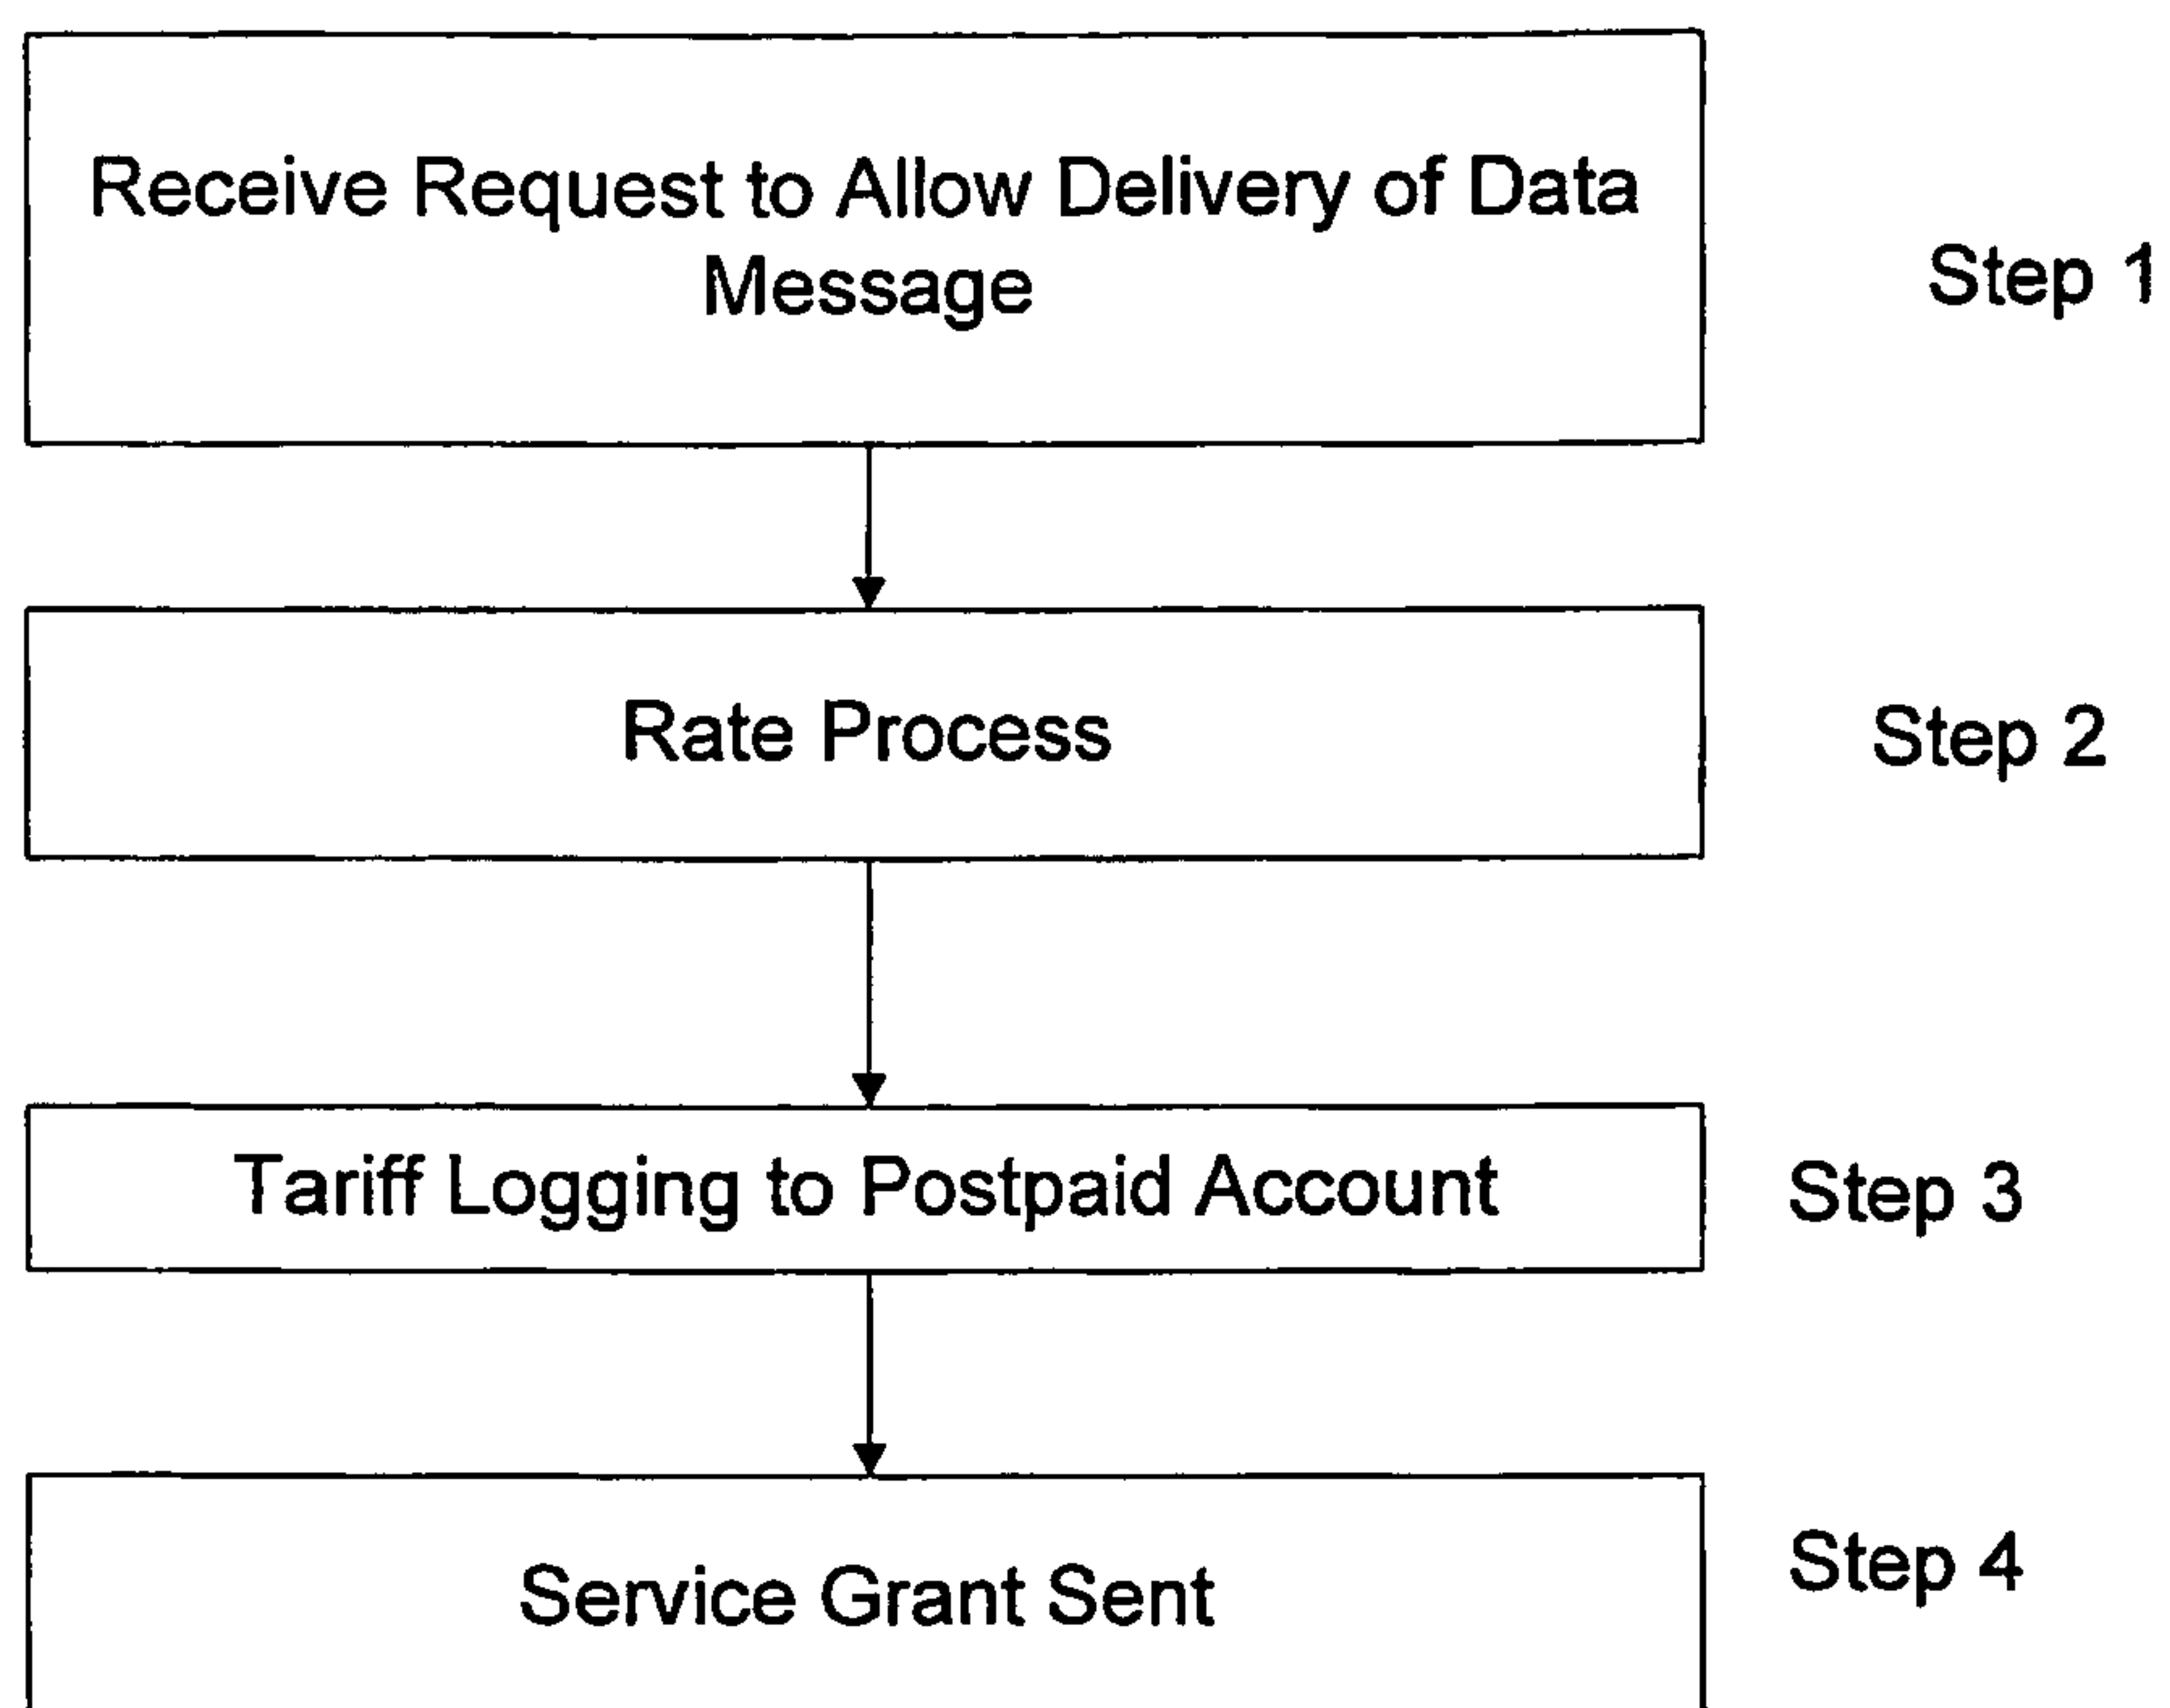 Receive Request to Allow Delivery of Data
Message
Step 1
Rate Process
Step 2
Tariff Logging to Postpaid Account
Step 3
Service Grant Sent
Step 4